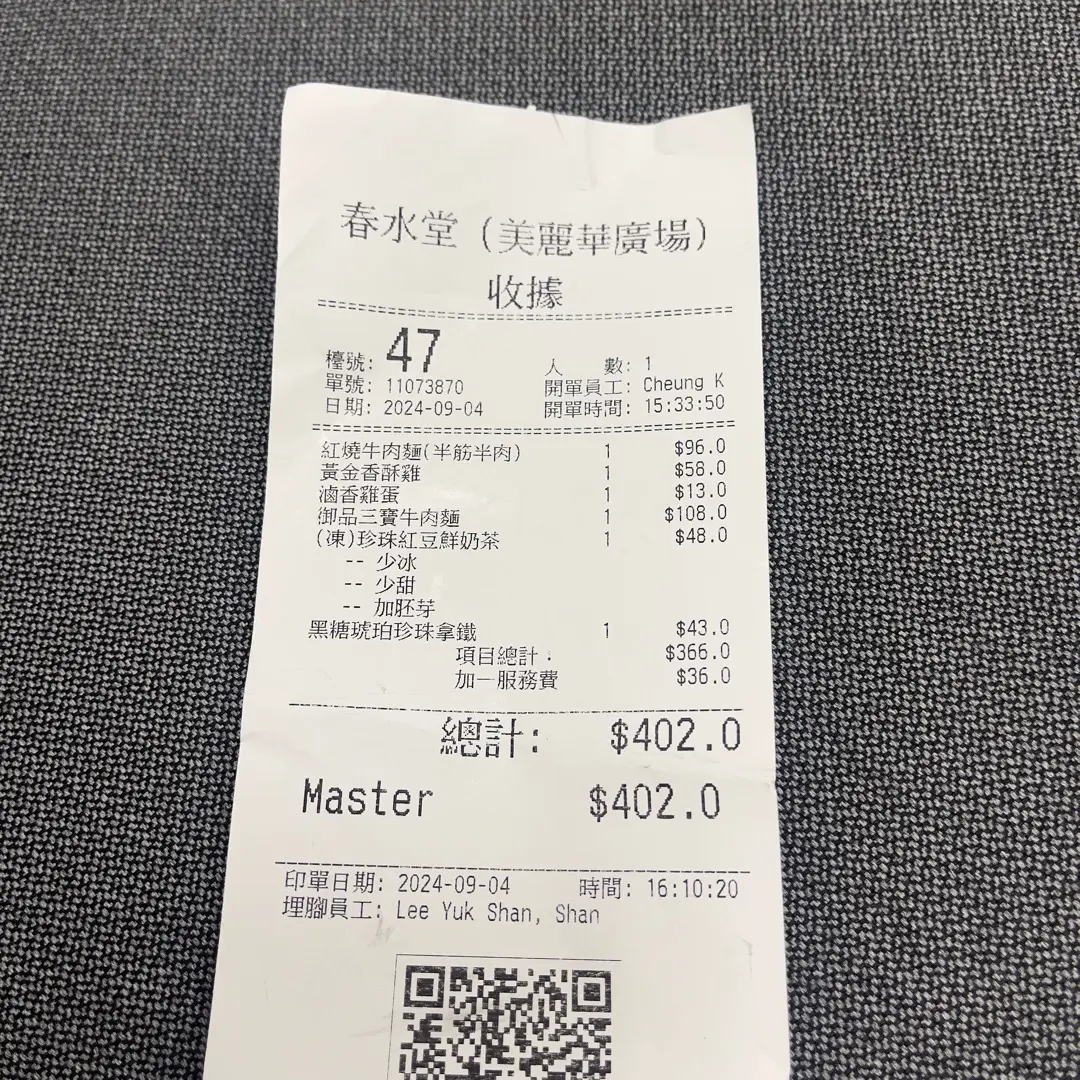 春水堂（美麗華廣場）
收據
檯號: 47 人 數: 1
單號: 11073870 開單員工: Cheung K
日期: 2024-09-04 開單時間: 15:33:50
紅燒牛肉麵(半筋半肉) 1 $96.0
黃金香酥雞 1 $58.0
滷香雞蛋 1 $13.0
御品三寶牛肉麵 1 $108.0
(凍)珍珠紅豆鮮奶茶 1 $48.0
-- 少冰
-- 少甜
-- 加胚芽
黑糖琥珀珍珠拿鐵 1 $43.0
項目總計： $366.0
加一服務費 $36.0
總計: $402.0
Master $402.0
印單日期: 2024-09-04 時間: 16:10:20
埋腳員工: Lee Yuk Shan, Shan